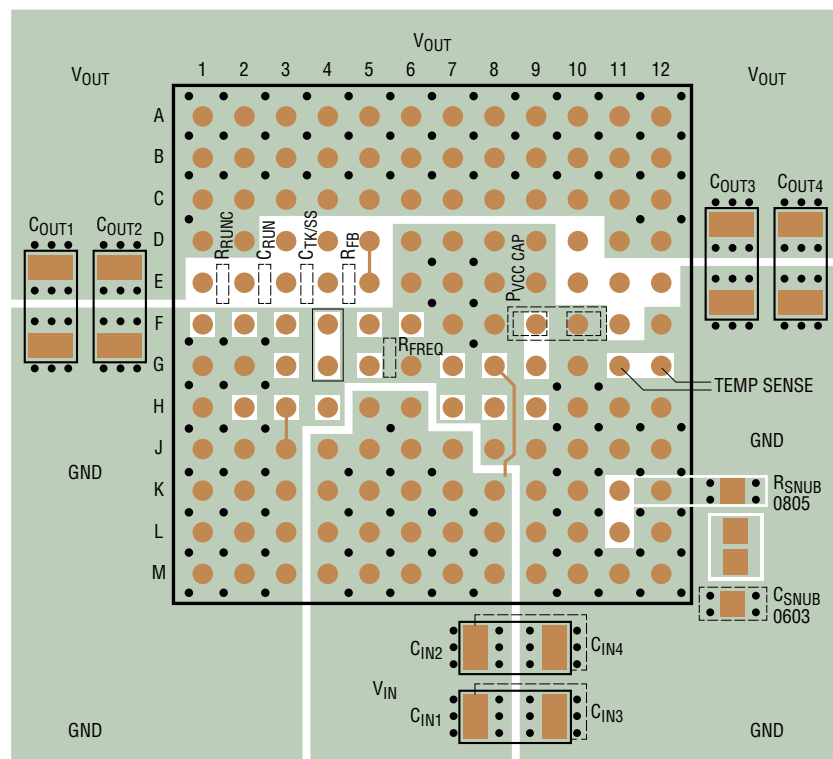 VOUT
VOUT
VOUT
1 2 3 4 5 6 7 8 9 10 11 12
A
B
C
D
E
F
G
H
J
K
L
M
COUT1
COUT2
COUT3
COUT4
RRUNC
CRUN
CTK/SS
RFB
PVCC CAP
RFREQ
TEMP SENSE
GND
GND
RSNUB
0805
CSNUB
0603
CIN2
CIN4
VIN
CIN1
CIN3
GND
GND